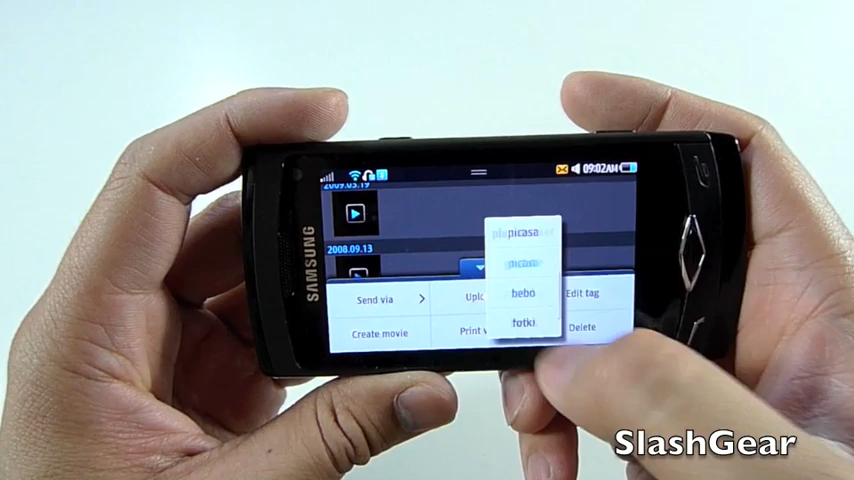 09:02AM
2009.03.19
2008.09.13
picasa
bebo
fotki
Send via
Edit tag
Create movie
Print v
Delete
SAMSUNG
SlashGear